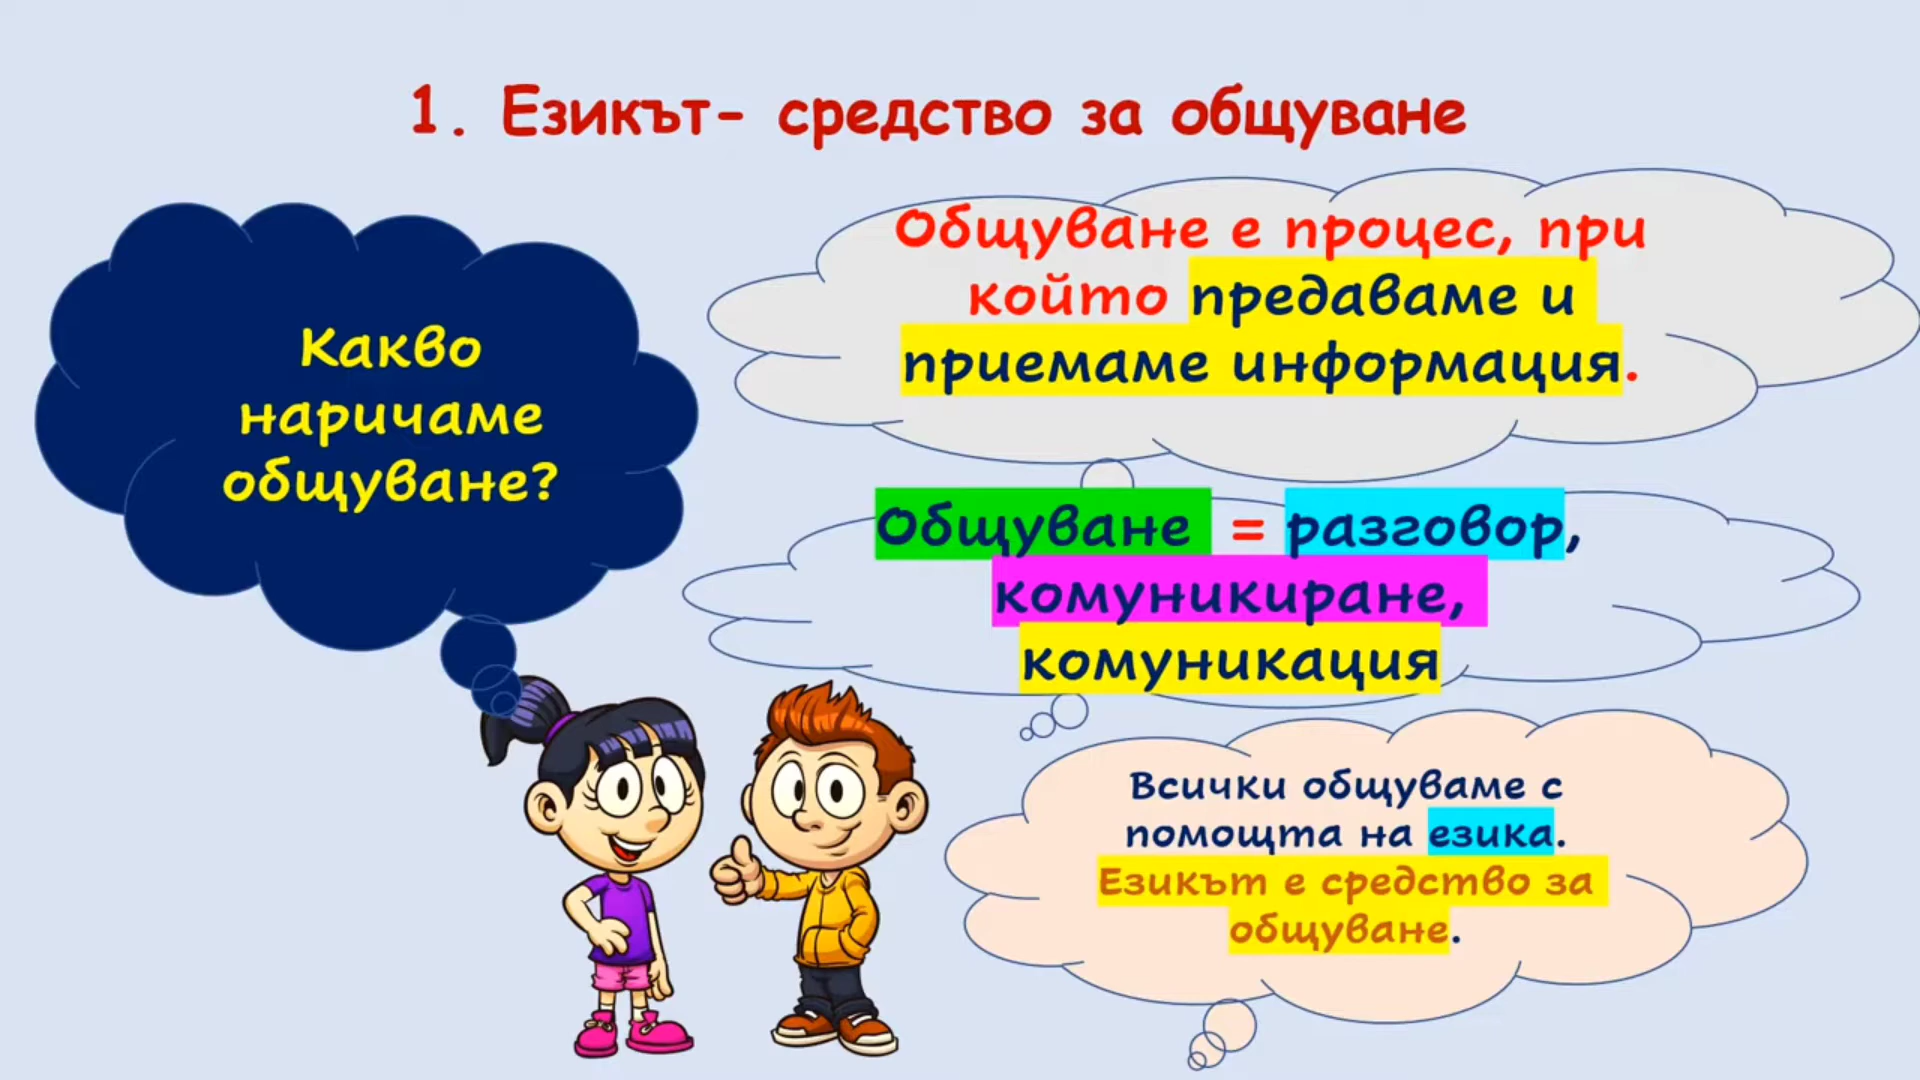 1. Езикът- средство за общуване
Какво
наричаме
общуване?
Общуване е процес, при
който предаваме и
приемаме информация.
Общуване = разговор,
комуникиране,
комуникация
Всички общуваме с
помощта на езика.
Езикът е средство за
общуване.